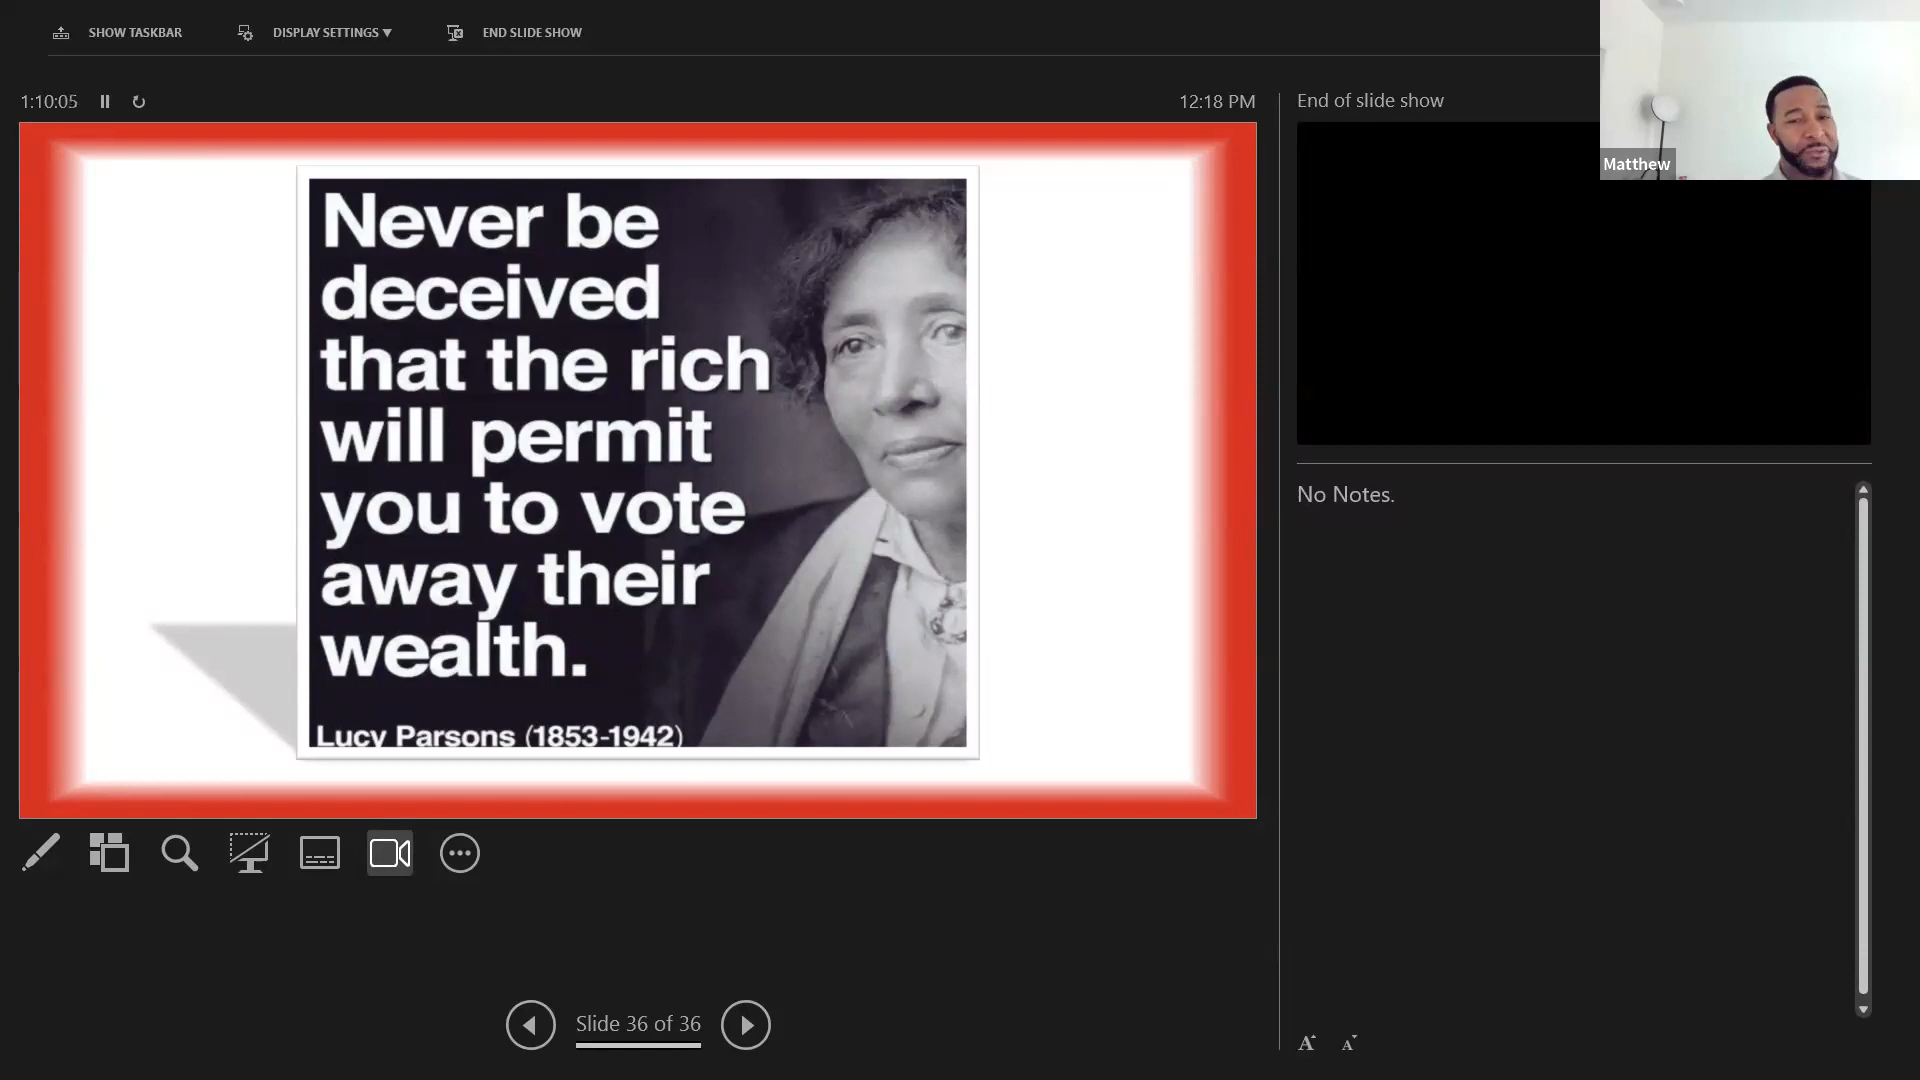 SHOW TASKBAR
DISPLAY SETTINGS ▼
END SLIDE SHOW
1:10:05
12:18 PM
Never be
deceived
that the rich
will permit
you to vote
away their
wealth.
Lucy Parsons (1853-1942)
Slide 36 of 36
End of slide show
Matthew
No Notes.
A A